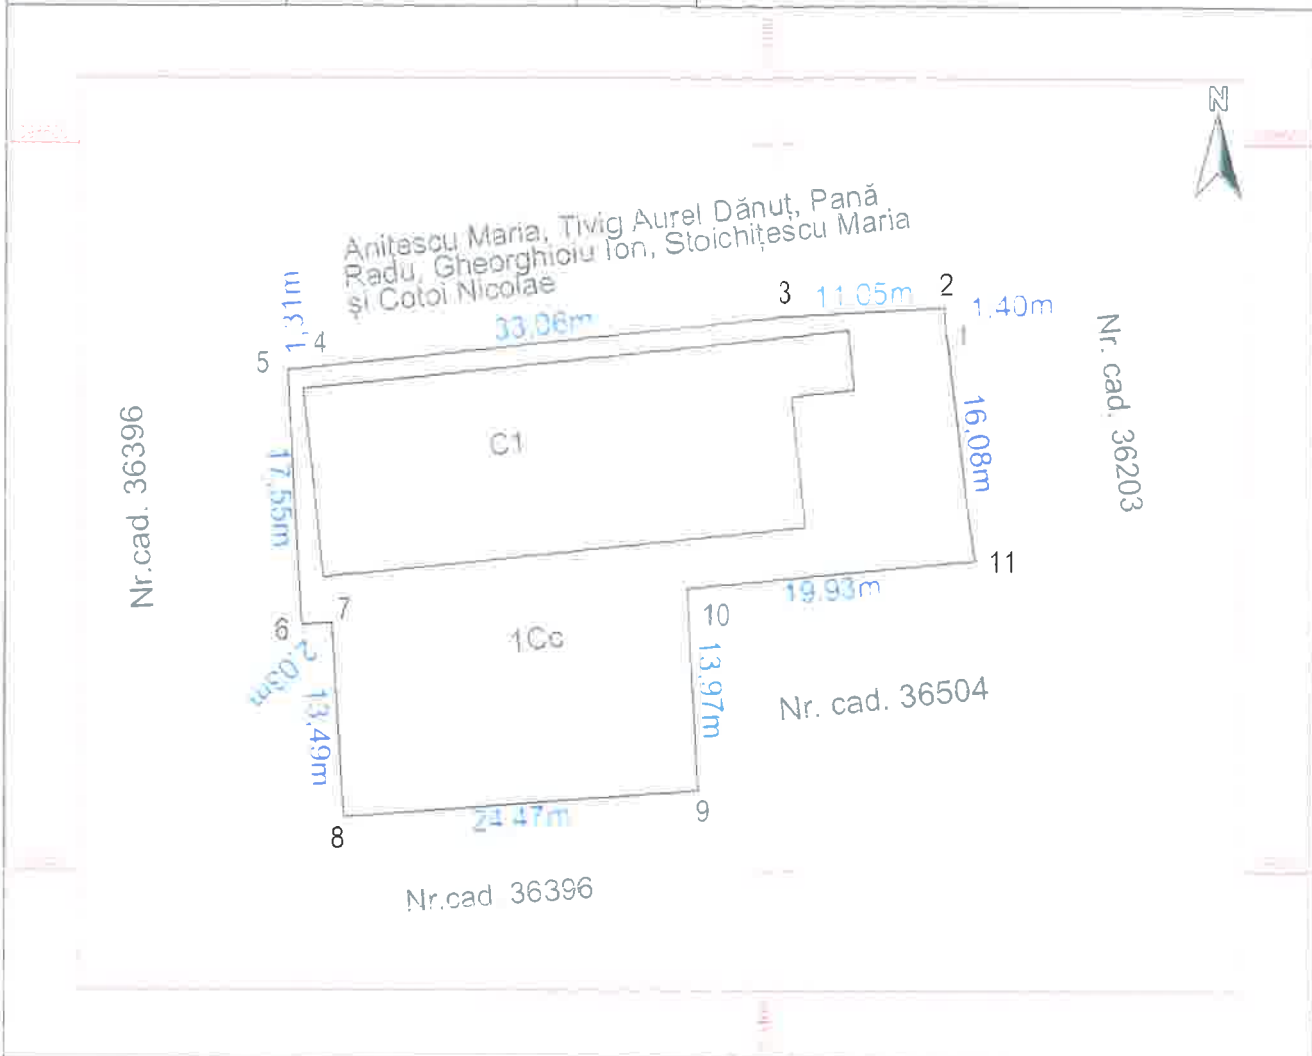 N
Anițescu Maria, Tivig Aurel Dănuț, Pană
Radu, Gheorghioiu Ion, Stoichițescu Maria
și Cotoi Nicolae
1,31m
4
5
33,06m
3
11.05m
2
1,40m
1
Nr. cad. 36203
Nr.cad. 36396
C1
17,55m
16,08m
11
19.93m
6
7
1Cc
10
2,03m
13,49m
13,97m
Nr. cad. 36504
24.47m
8
9
Nr.cad 36396